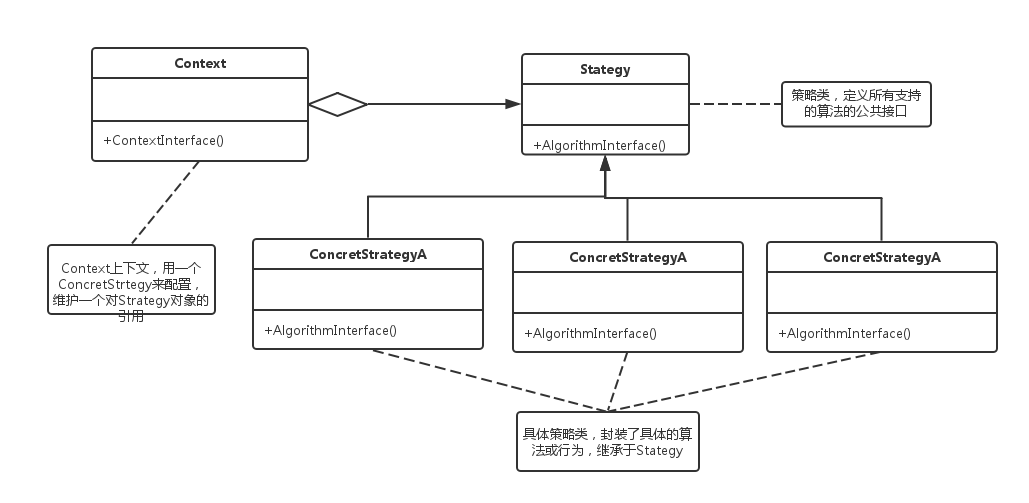 Context
+ContextInterface()
Stategy
+AlgorithmInterface()
策略类，定义所有支持
的算法的公共接口
Context上下文，用一个
ConcretStrtegy来配置，
维护一个对Strategy对象的
引用
ConcretStrategyA
+AlgorithmInterface()
ConcretStrategyA
+AlgorithmInterface()
ConcretStrategyA
+AlgorithmInterface()
具体策略类，封装了具体的算
法或行为，继承于Stategy